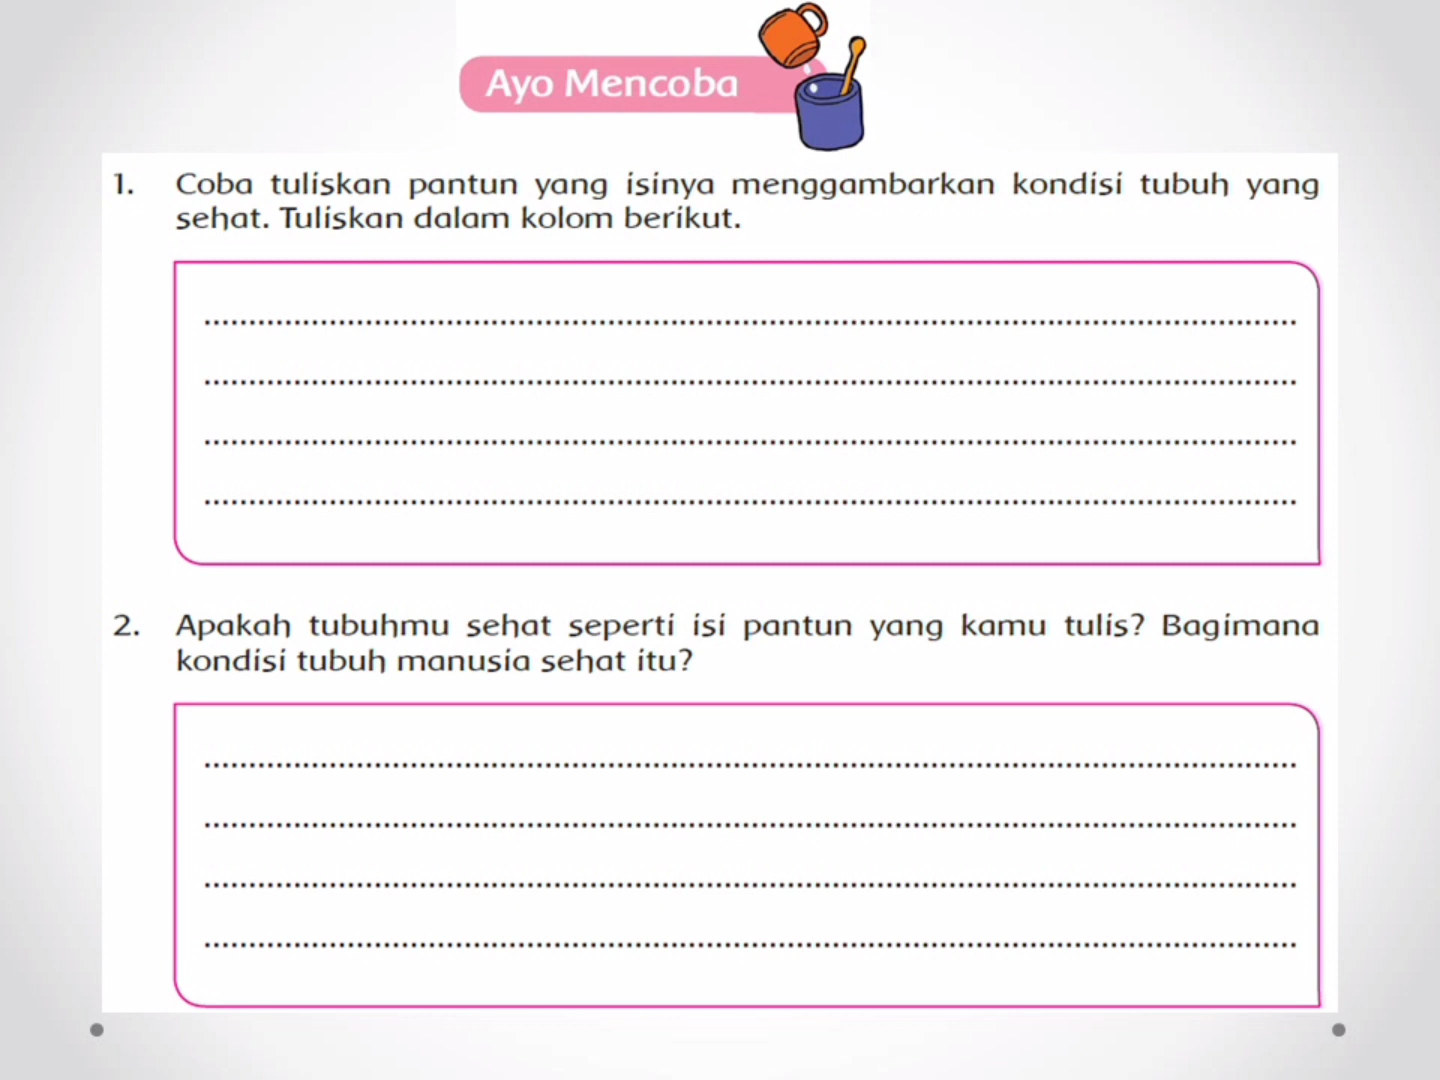 Ayo Mencoba
1. Coba tuliskan pantun yang isinya menggambarkan kondisi tubuh yang
sehat. Tuliskan dalam kolom berikut.
................................................................................
................................................................................
................................................................................
................................................................................
2. Apakah tubuhmu sehat seperti isi pantun yang kamu tulis? Bagimana
kondisi tubuh manusia sehat itu?
................................................................................
................................................................................
................................................................................
................................................................................